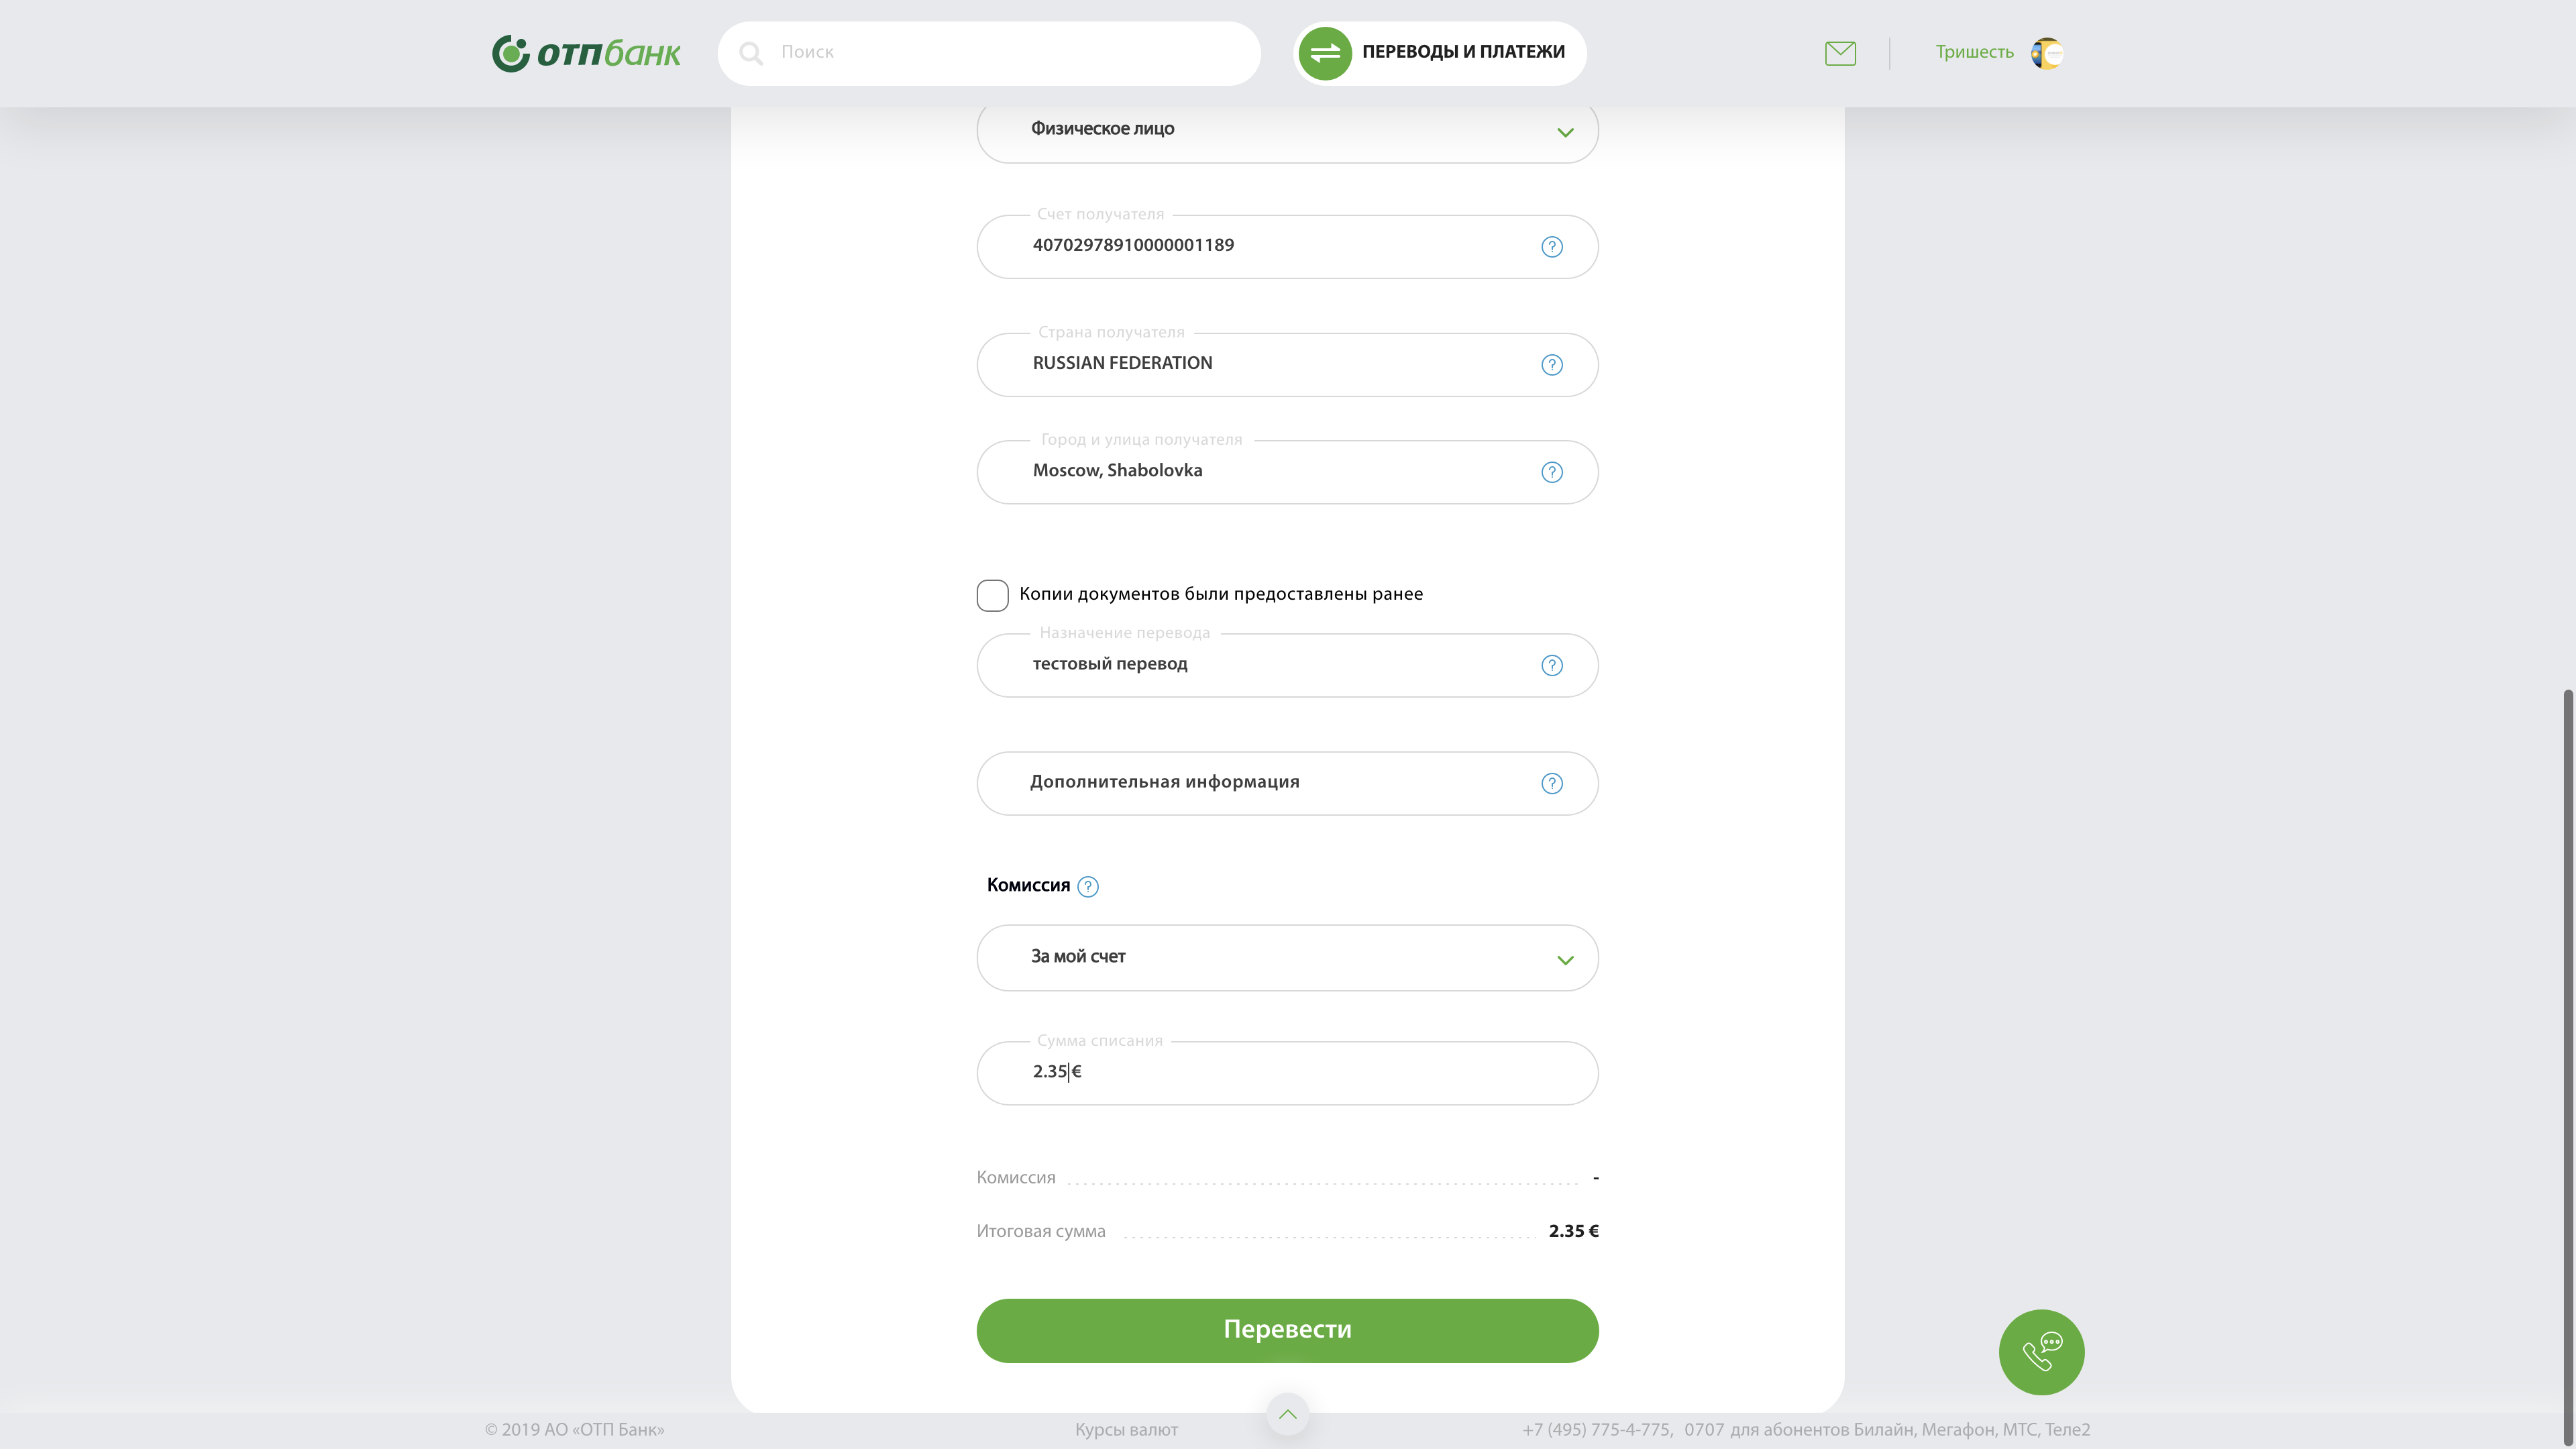 отпбанк
Поиск
ПЕРЕВОДЫ И ПЛАТЕЖИ
Тришесть
Физическое лицо
Счет получателя
40702978910000001189
Страна получателя
RUSSIAN FEDERATION
Город и улица получателя
Moscow, Shabolovka
Копии документов были предоставлены ранее
Назначение перевода
тестовый перевод
Дополнительная информация
Комиссия
За мой счет
Сумма списания
2.35 €
Комиссия -
Итоговая сумма 2.35 €
Перевести
© 2019 АО «ОТП Банк» Курсы валют +7 (495) 775-4-775, 0707 для абонентов Билайн, Мегафон, МТС, Теле2